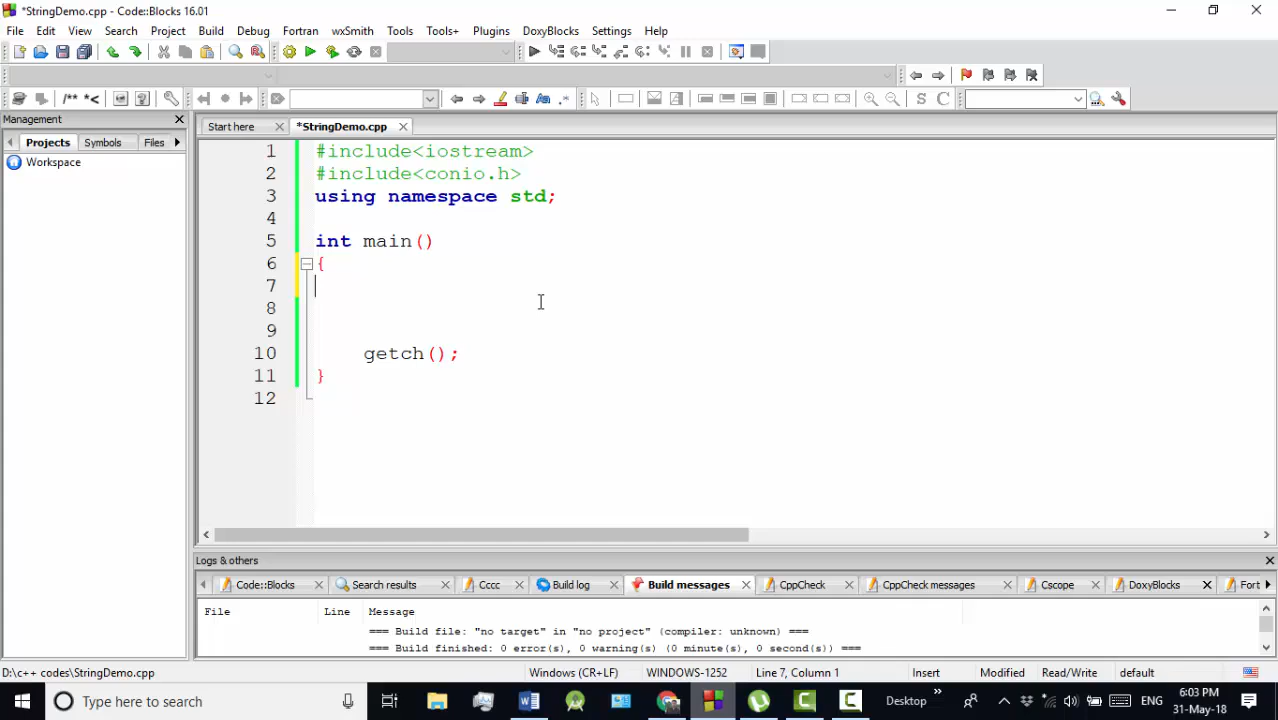 *StringDemo.cpp - Code::Blocks 16.01
File Edit View Search Project Build Debug Fortran wxSmith Tools Tools+ Plugins DoxyBlocks Settings Help
/** *<
S C
Management
Start here *StringDemo.cpp
Projects Symbols Files
Workspace
1 #include<iostream>
2 #include<conio.h>
3 using namespace std;
4
5 int main()
6 {
7
8
9
10 getch();
11 }
12
Logs & others
Code::Blocks Search results Cccc Build log Build messages CppCheck CppCheck messages Cscope DoxyBlocks Fort
File Line Message
=== Build file: "no target" in "no project" (compiler: unknown) ===
=== Build finished: 0 error(s), 0 warning(s) (0 minute(s), 0 second(s)) ===
D:\c++ codes\StringDemo.cpp Windows (CR+LF) WINDOWS-1252 Line 7, Column 1 Insert Modified Read/Write default
Type here to search Desktop » ENG 6:03 PM
31-May-18